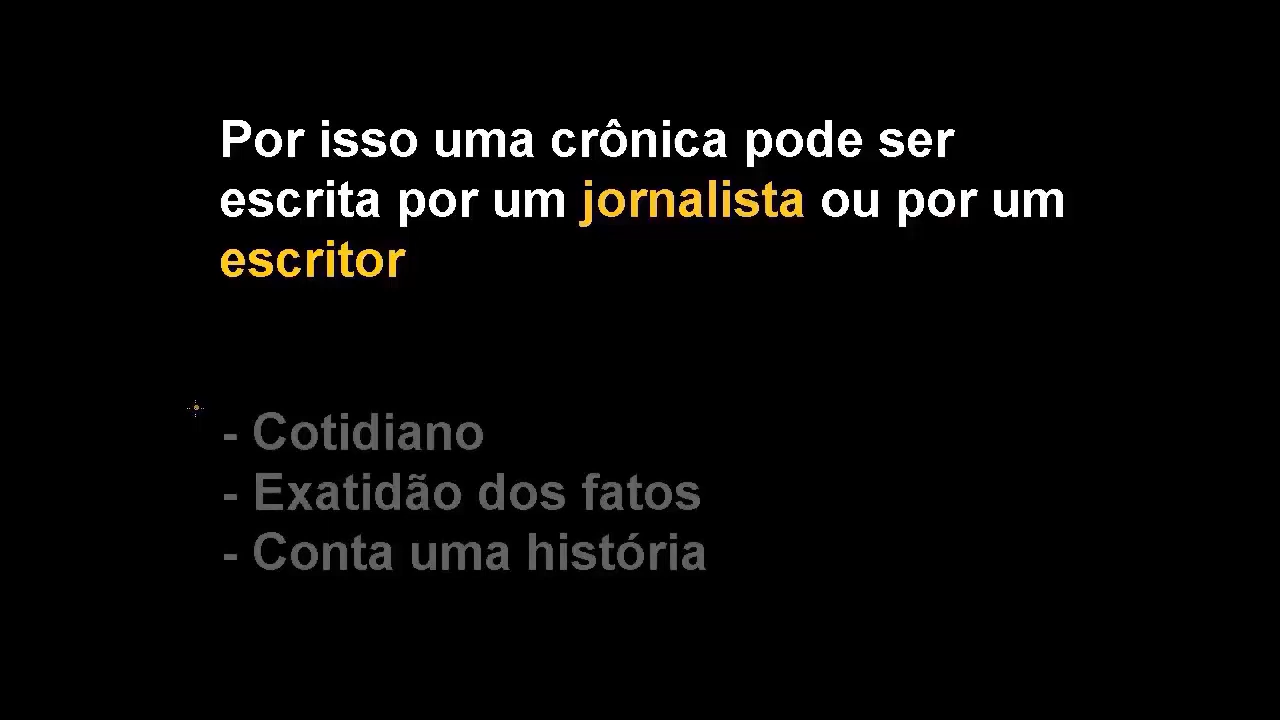 Por isso uma crônica pode ser
escrita por um jornalista ou por um
escritor
- Cotidiano
- Exatidão dos fatos
- Conta uma história